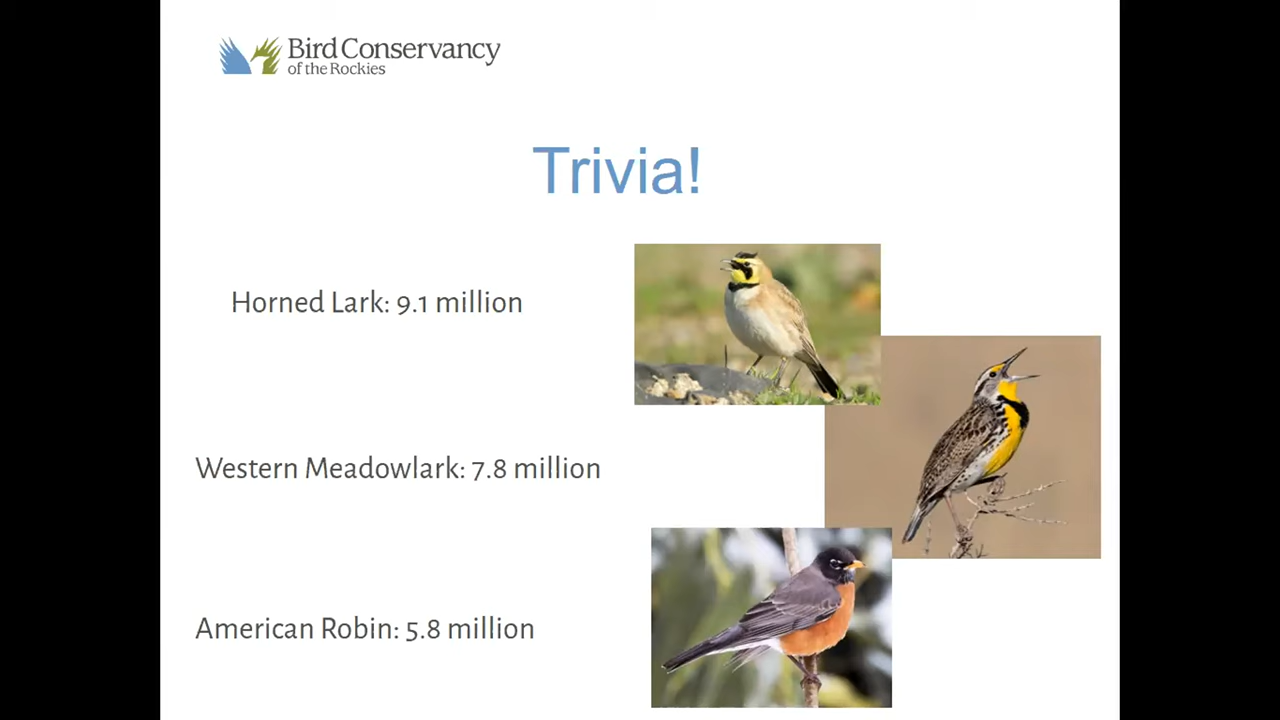 Bird Conservancy
of the Rockies
Trivia!
Horned Lark: 9.1 million
Western Meadowlark: 7.8 million
American Robin: 5.8 million